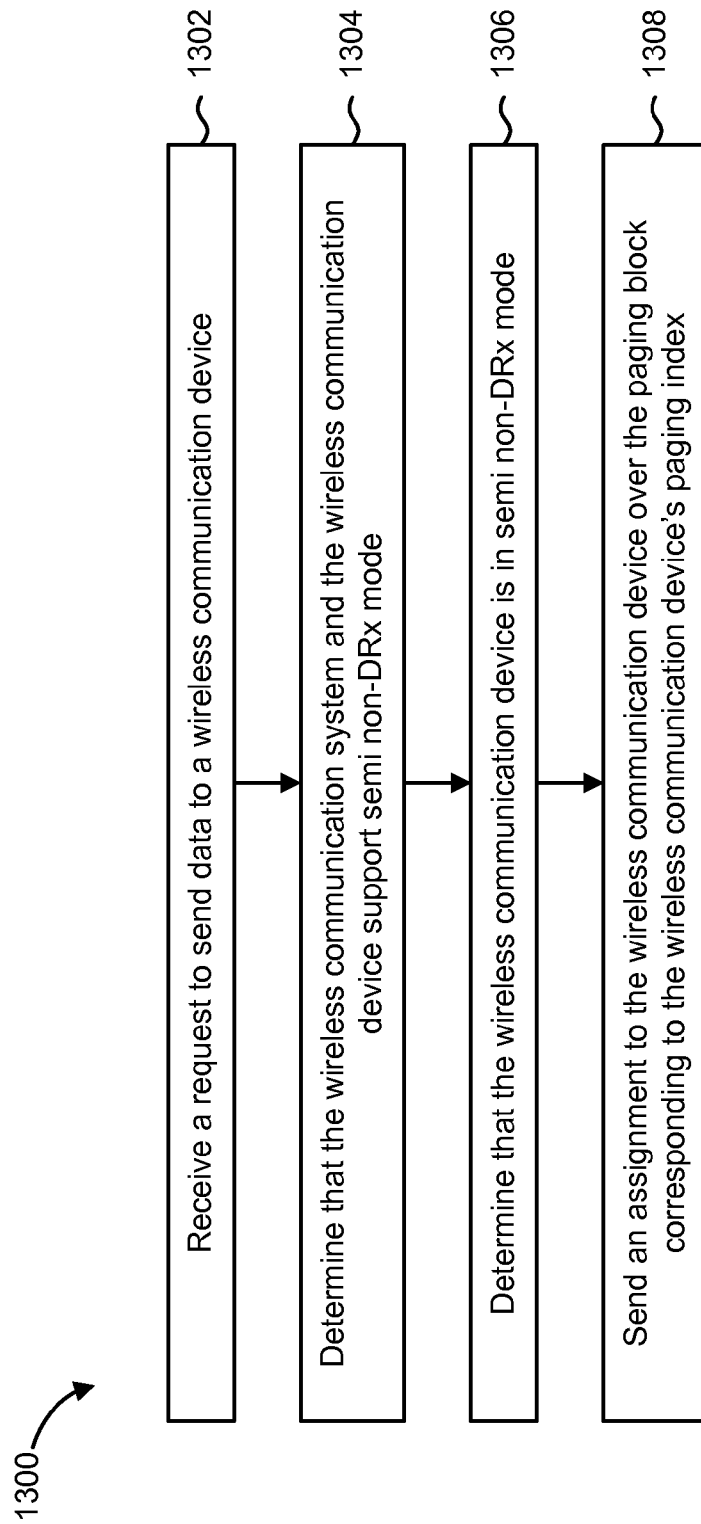 1300
Receive a request to send data to a wireless communication device
1302
Determine that the wireless communication system and the wireless communication
device support semi non-DRx mode
1304
Determine that the wireless communication device is in semi non-DRx mode
1306
Send an assignment to the wireless communication device over the paging block
corresponding to the wireless communication device's paging index
1308